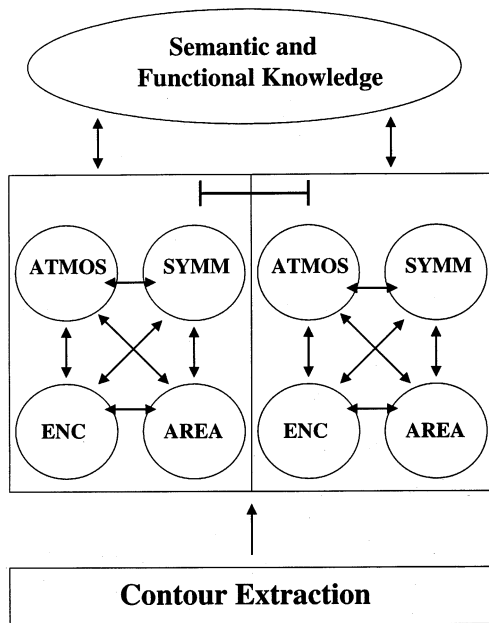 Semantic and
Functional Knowledge
ATMOS SYMM ATMOS SYMM
ENC AREA ENC AREA
Contour Extraction